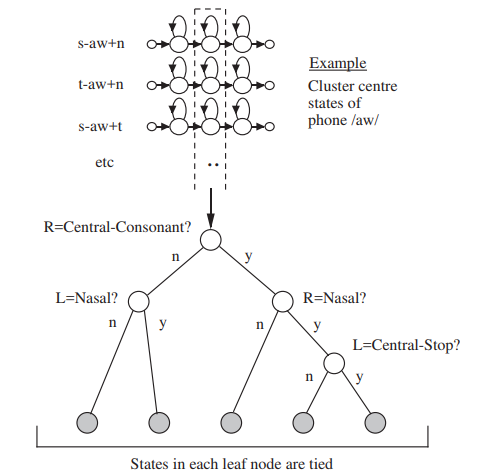 s-aw+n
t-aw+n
s-aw+t
etc
..
Example
Cluster centre
states of
phone /aw/
R=Central-Consonant?
n
y
L=Nasal?
R=Nasal?
n
y
n
y
L=Central-Stop?
n
y
States in each leaf node are tied